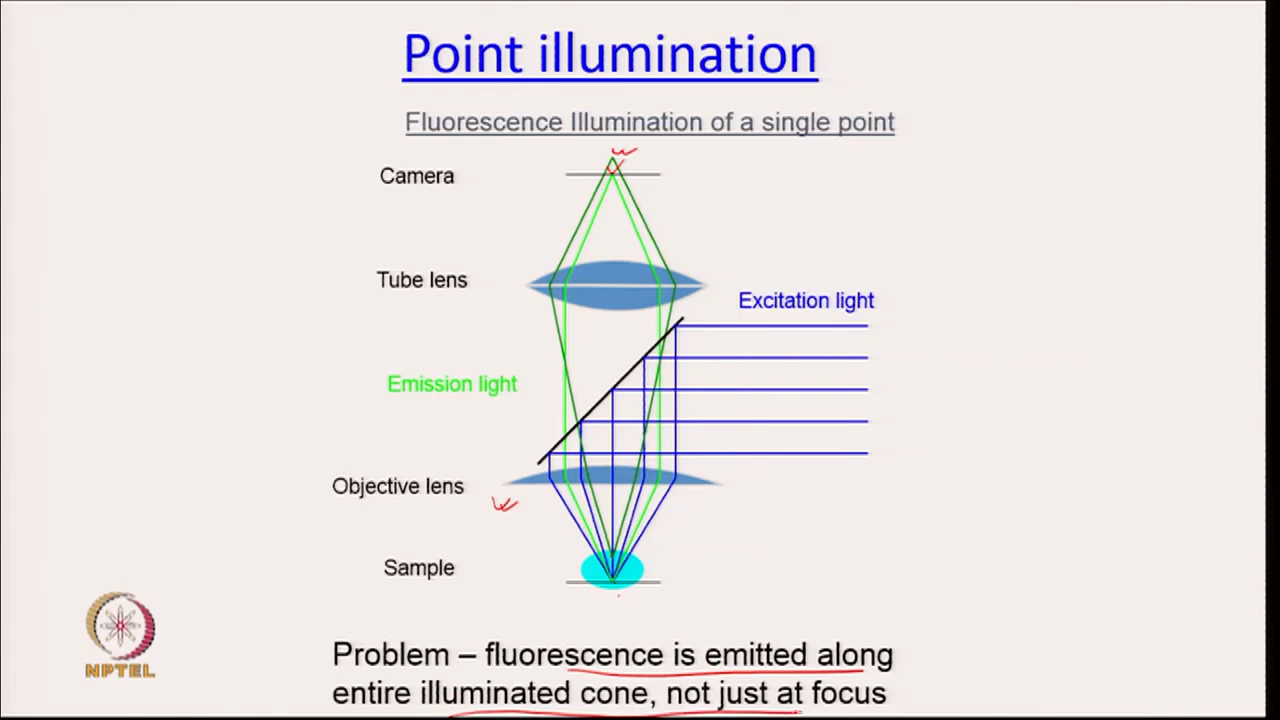 Point illumination
Fluorescence Illumination of a single point
Camera
Tube lens
Excitation light
Emission light
Objective lens
Sample
NPTEL
Problem – fluorescence is emitted along
entire illuminated cone, not just at focus